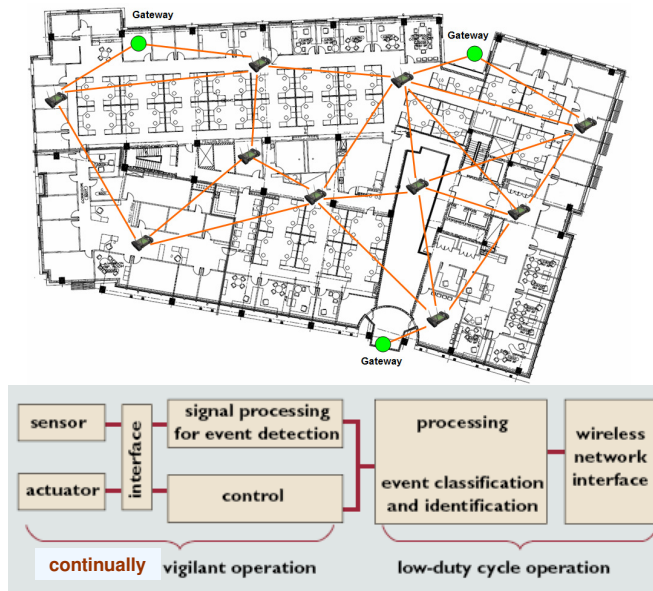 Gateway
Gateway
Gateway
sensor
interface
signal processing
for event detection
processing
wireless
network
interface
actuator
control
event classification
and identification
continually vigilant operation
low-duty cycle operation